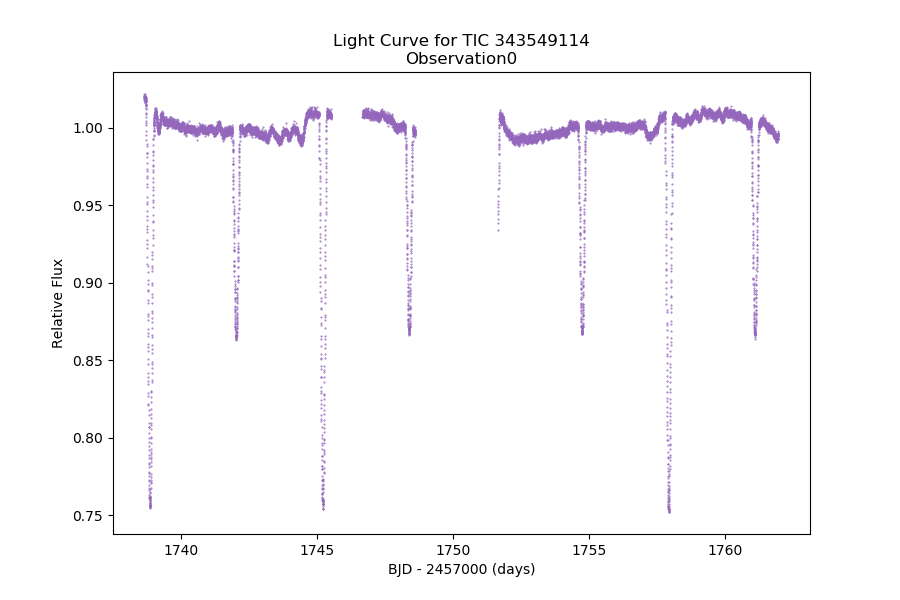 Light Curve for TIC 343549114
Observation0
Relative Flux
1.00
0.95
0.90
0.85
0.80
0.75
1740
1745
1750
1755
1760
BJD - 2457000 (days)